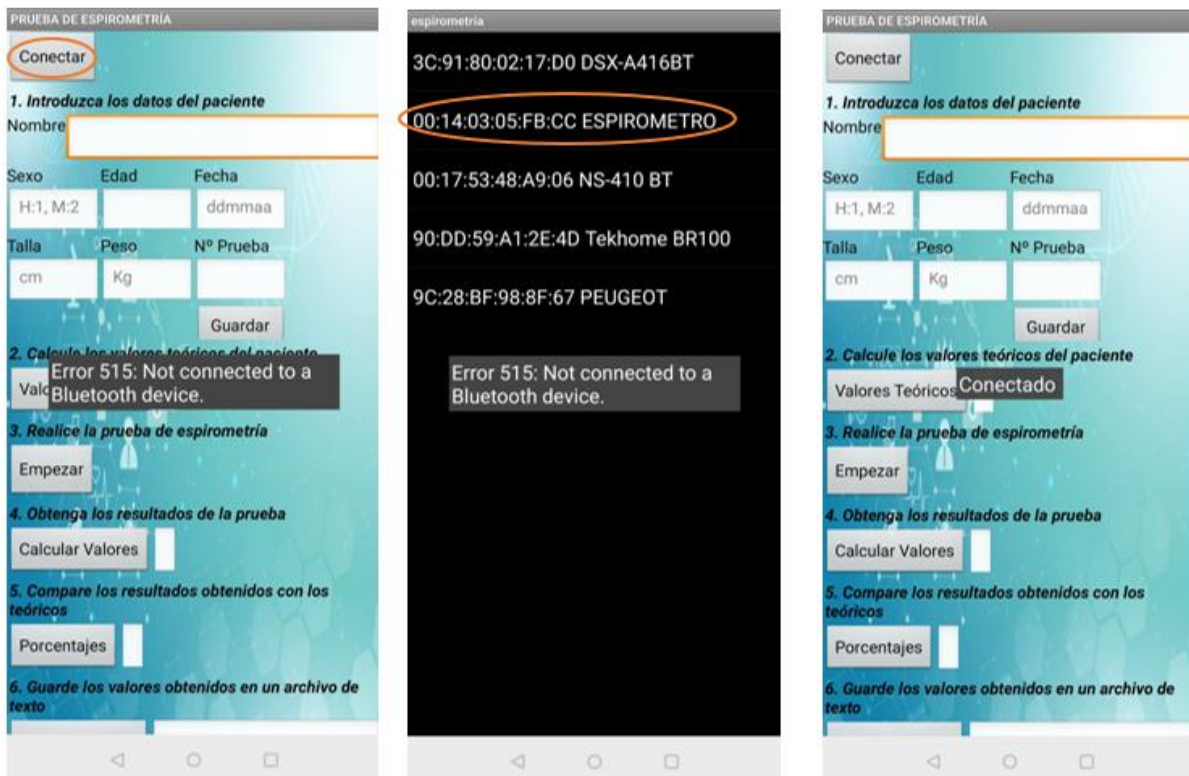 PRUEBA DE ESPIROMETRÍA
Conectar
1. Introduzca los datos del paciente
Nombre
Sexo Edad Fecha
H:1, M:2 ddmmaa
Talla Peso Nº Prueba
cm Kg
Guardar
2. Calcule los valores teóricos del paciente
Error 515: Not connected to a
Bluetooth device.
3. Realice la prueba de espirometría
Empezar
4. Obtenga los resultados de la prueba
Calcular Valores
5. Compare los resultados obtenidos con los
teóricos
Porcentajes
6. Guarde los valores obtenidos en un archivo de
texto
espirometria
3C:91:80:02:17:D0 DSX-A416BT
00:14:03:05:FB:CC ESPIROMETRO
00:17:53:48:A9:06 NS-410 BT
90:DD:59:A1:2E:4D Tekhome BR100
9C:28:BF:98:8F:67 PEUGEOT
Error 515: Not connected to a
Bluetooth device.
PRUEBA DE ESPIROMETRÍA
Conectar
1. Introduzca los datos del paciente
Nombre
Sexo Edad Fecha
H:1, M:2 ddmmaa
Talla Peso Nº Prueba
cm Kg
Guardar
2. Calcule los valores teóricos del paciente
Valores Teóricos Conectado
3. Realice la prueba de espirometría
Empezar
4. Obtenga los resultados de la prueba
Calcular Valores
5. Compare los resultados obtenidos con los
teóricos
Porcentajes
6. Guarde los valores obtenidos en un archivo de
texto